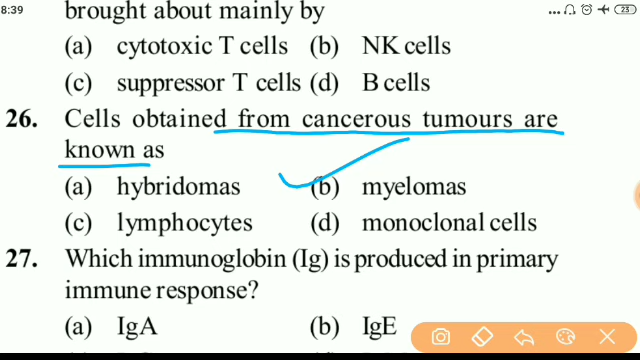 8:39
23
brought about mainly by
(a) cytotoxic T cells (b) NK cells
(c) suppressor T cells (d) B cells
26. Cells obtained from cancerous tumours are
known as
(a) hybridomas (b) myelomas
(c) lymphocytes (d) monoclonal cells
27. Which immunoglobin (Ig) is produced in primary
immune response?
(a) IgA (b) IgE